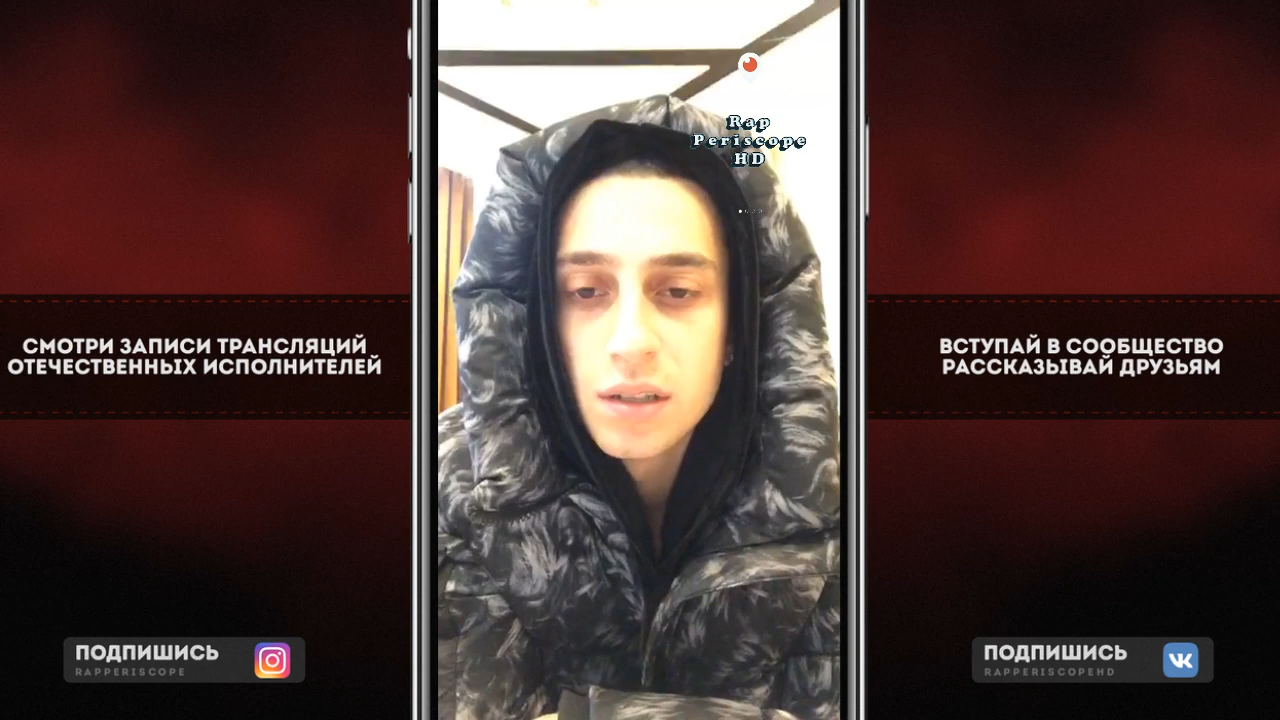 Rap
Periscope
HD
СМОТРИ ЗАПИСИ ТРАНСЛЯЦИЙ
ОТЕЧЕСТВЕННЫХ ИСПОЛНИТЕЛЕЙ
ВСТУПАЙ В СООБЩЕСТВО
РАССКАЗЫВАЙ ДРУЗЬЯМ
ПОДПИШИСЬ
RAPPERISCOPE
ПОДПИШИСЬ
RAPPERISCOPEHD